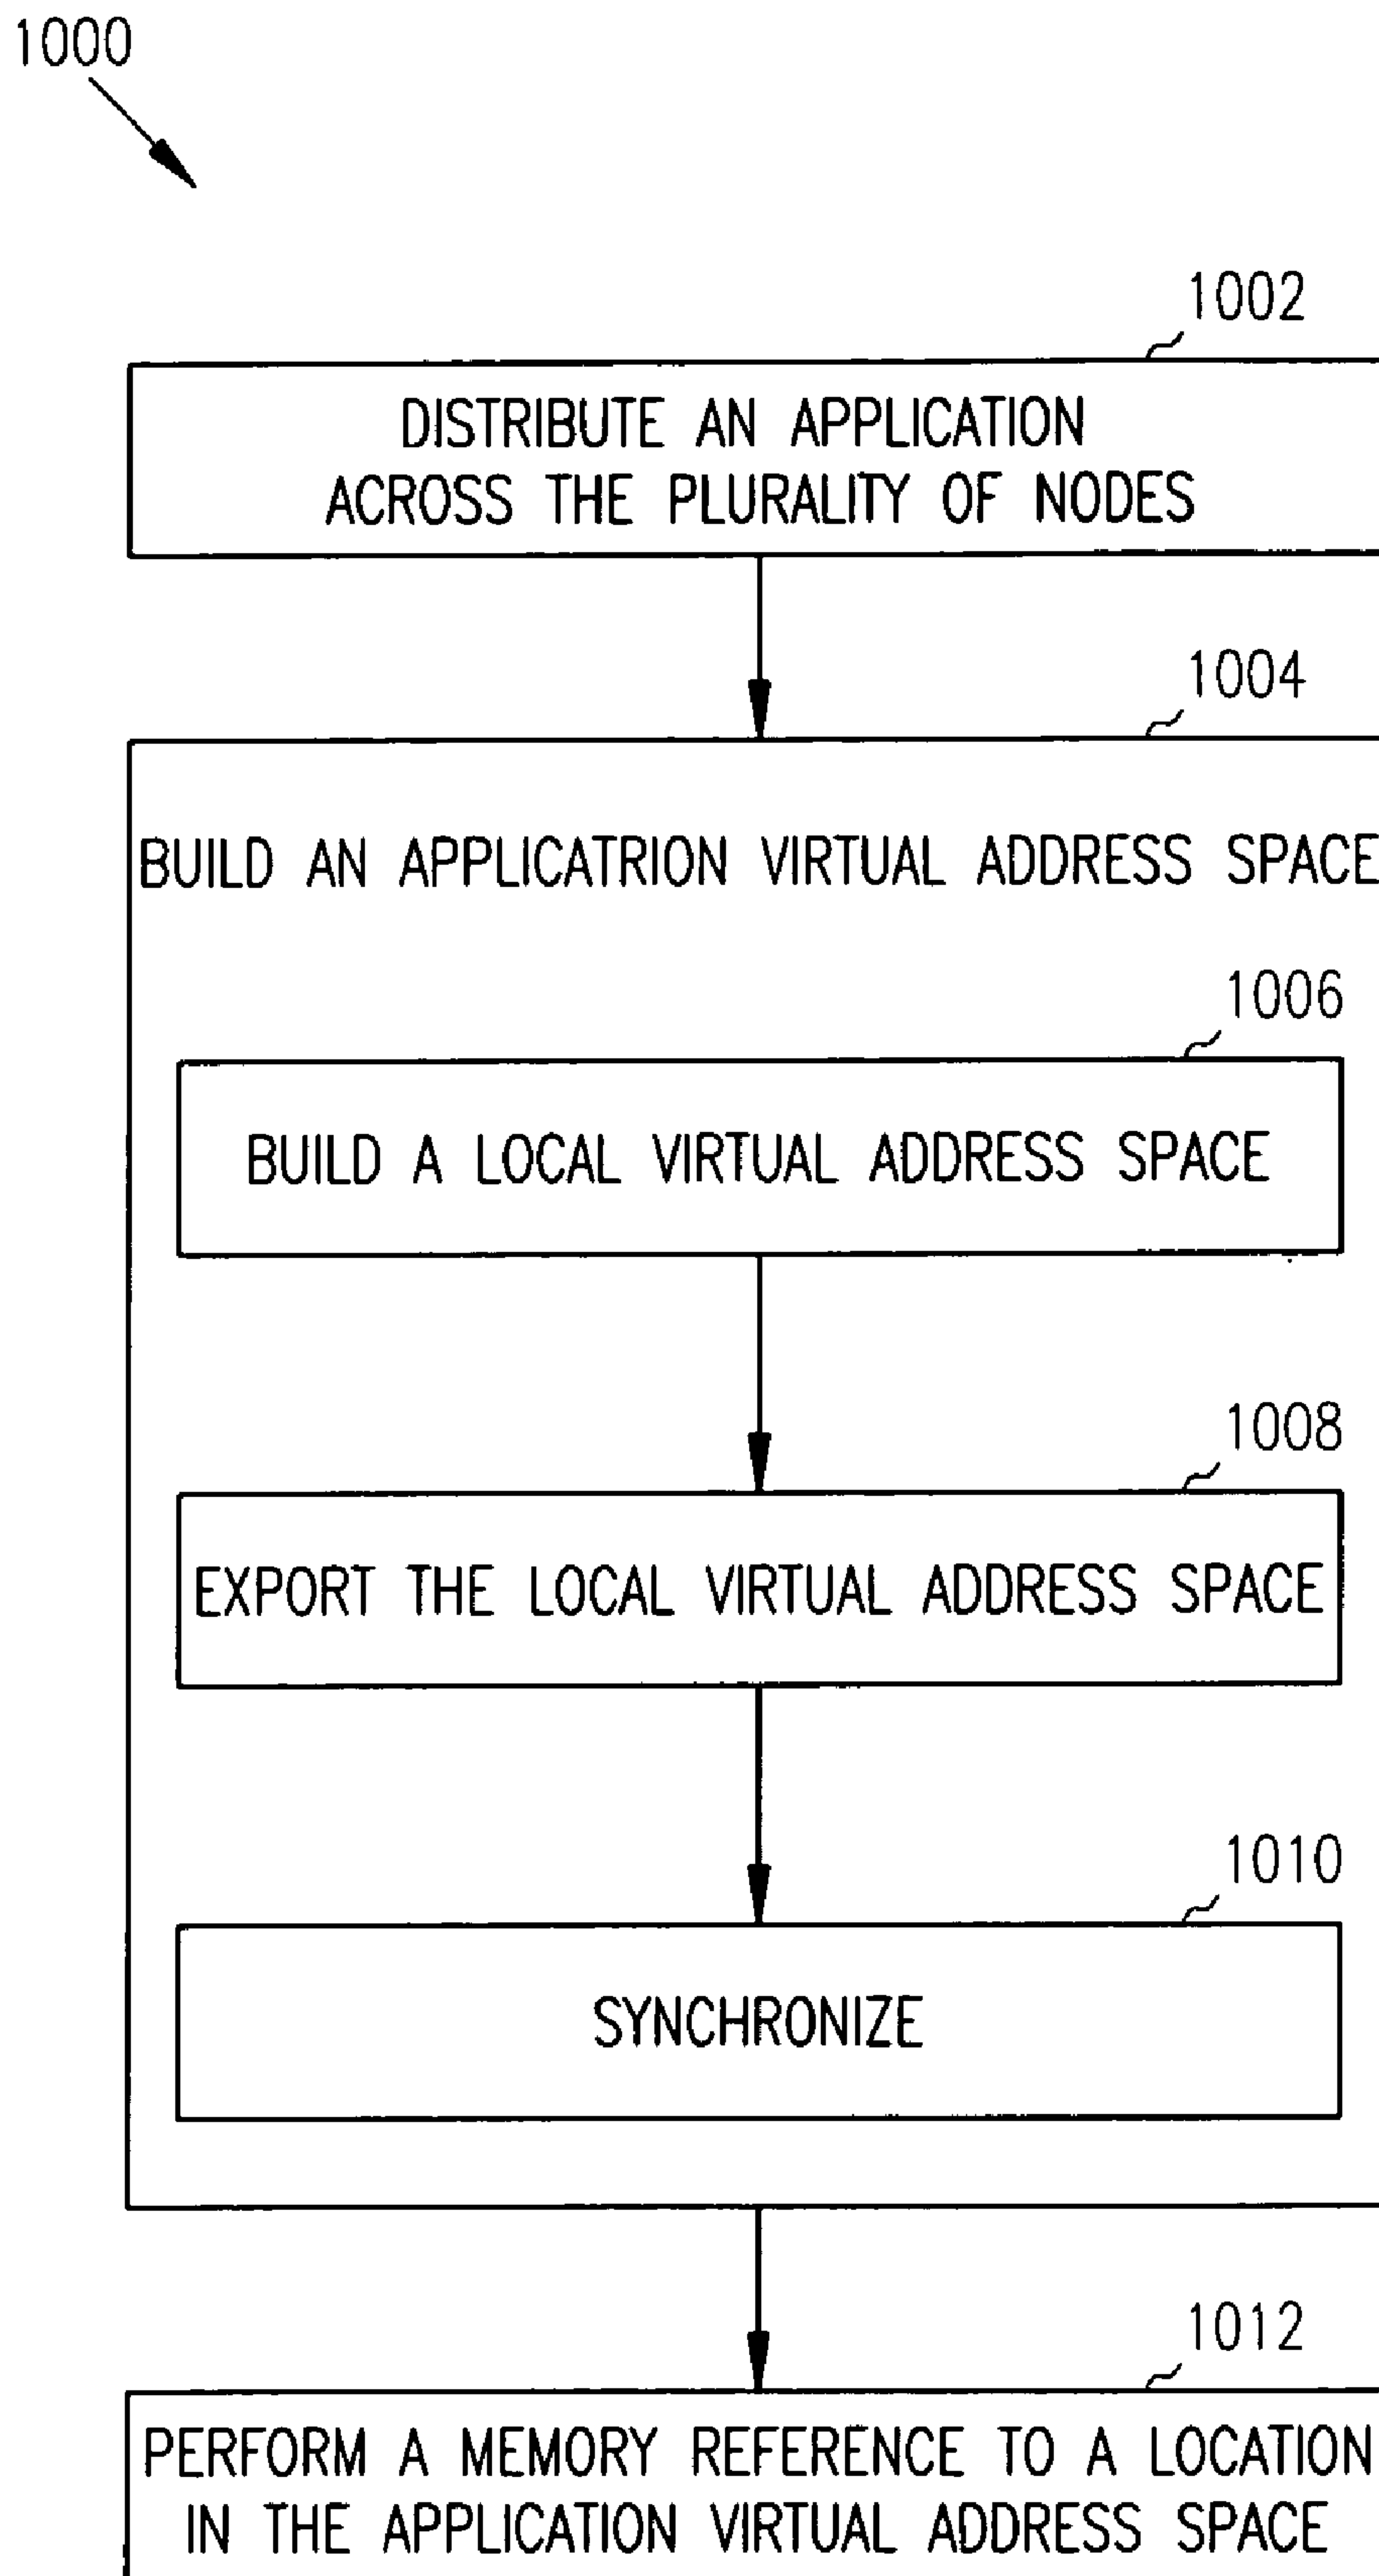 1000
1002
DISTRIBUTE AN APPLICATION
ACROSS THE PLURALITY OF NODES
1004
BUILD AN APPLICATRION VIRTUAL ADDRESS SPACE
1006
BUILD A LOCAL VIRTUAL ADDRESS SPACE
1008
EXPORT THE LOCAL VIRTUAL ADDRESS SPACE
1010
SYNCHRONIZE
1012
PERFORM A MEMORY REFERENCE TO A LOCATION
IN THE APPLICATION VIRTUAL ADDRESS SPACE